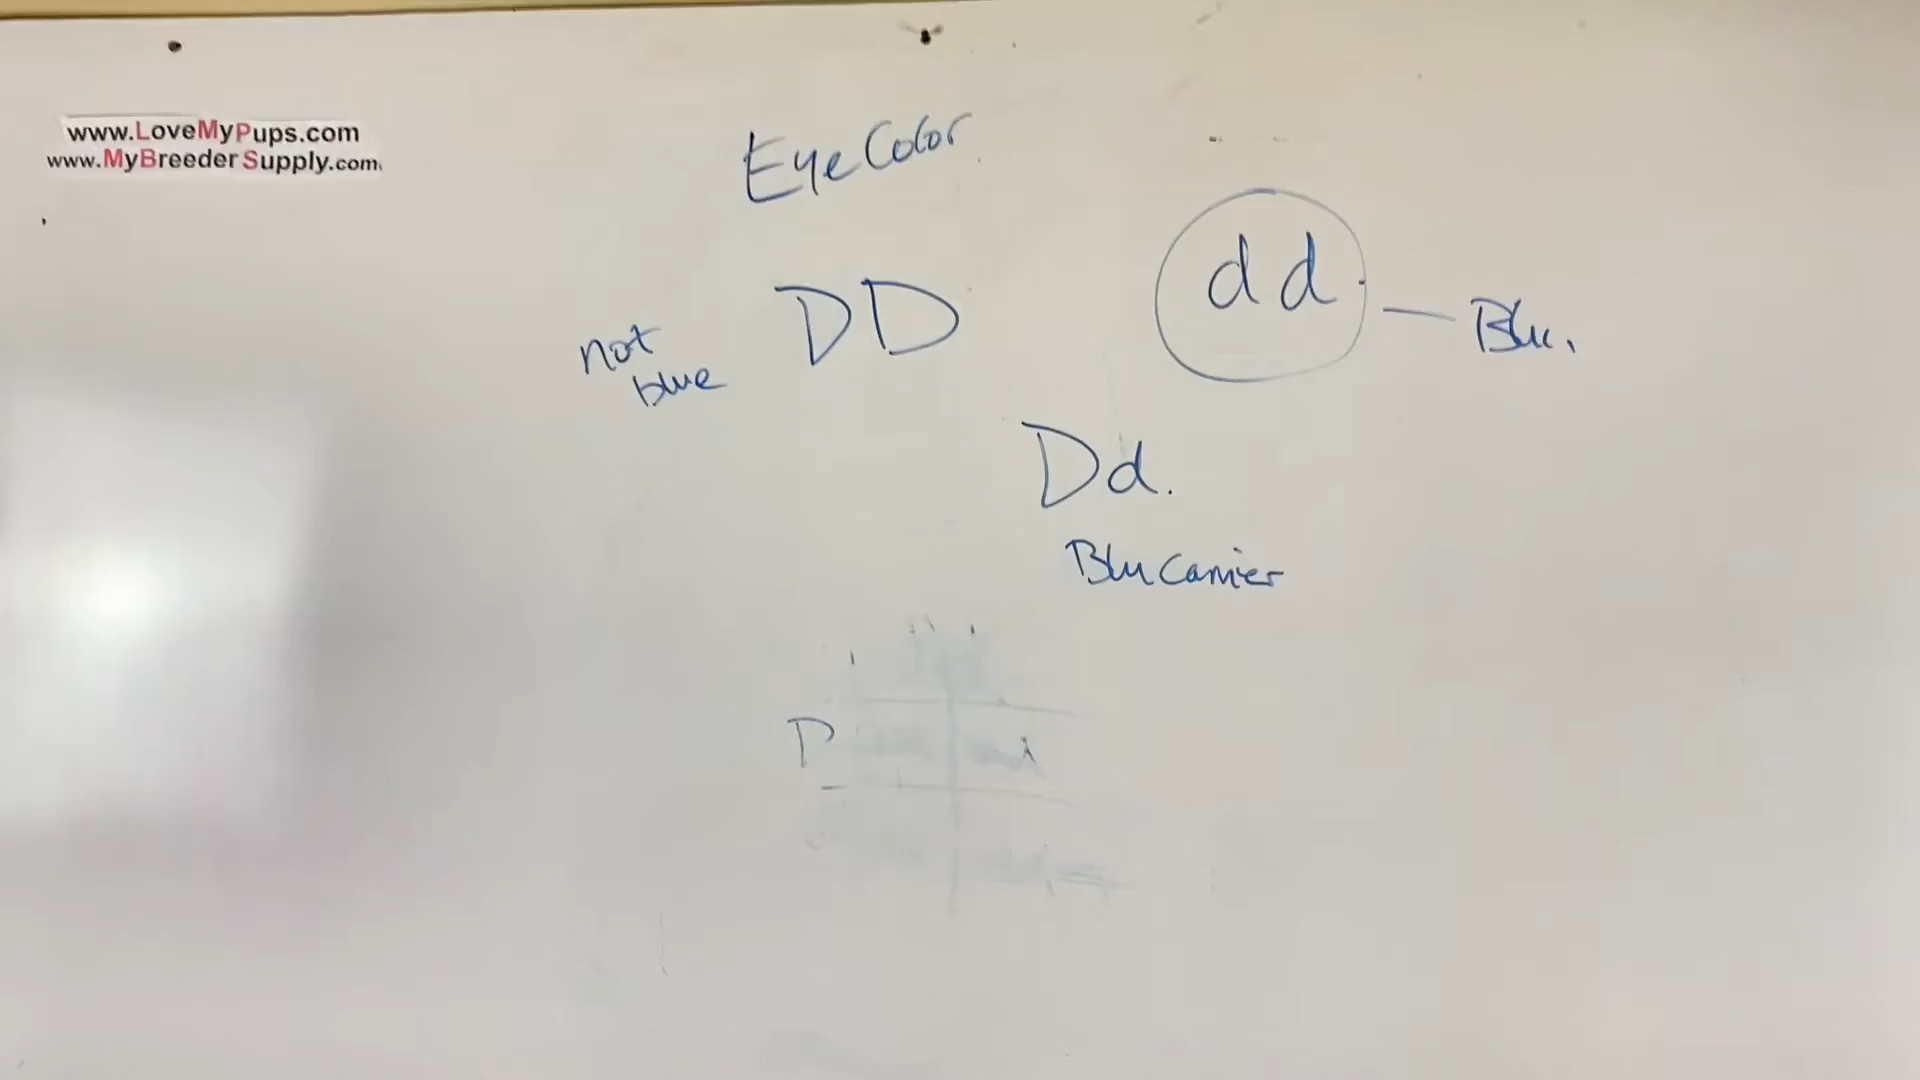 www.LoveMyPups.com
www.MyBreederSupply.com
Eye Color
not
blue
DD
dd
Blu.
Dd.
Blu Carrier
D